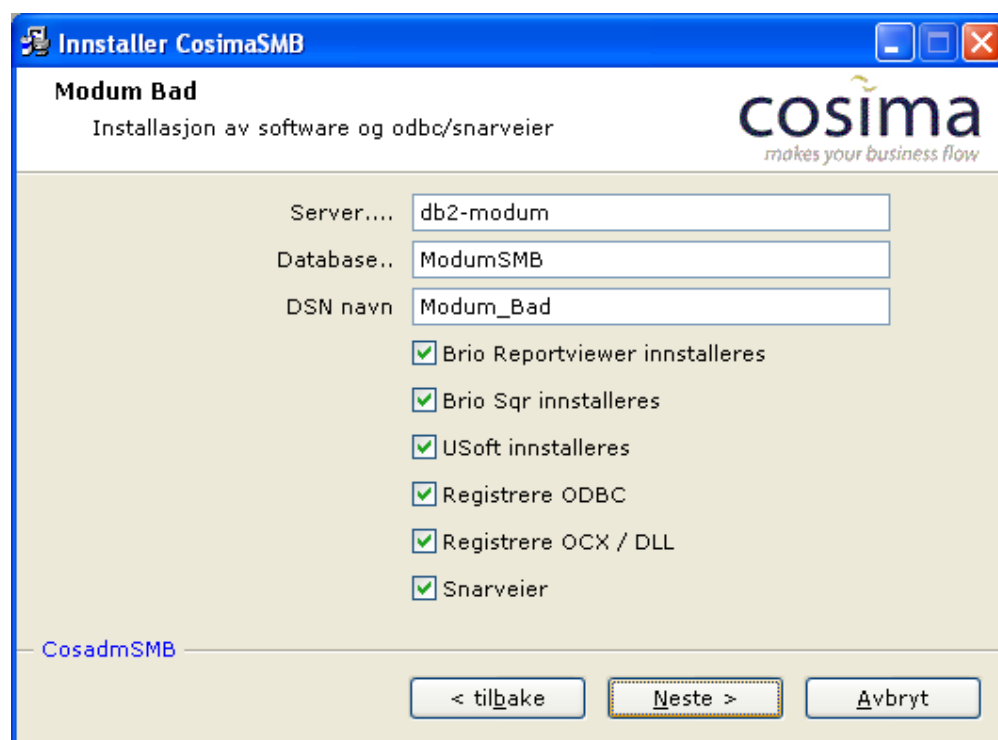 Innstaller CosimaSMB
Modum Bad
Installasjon av software og odbc/snarveier
cosima
makes your business flow
Server.... db2-modum
Database.. ModumSMB
DSN navn Modum_Bad
Brio Reportviewer innstalleres
Brio Sqr innstalleres
USoft innstalleres
Registrere ODBC
Registrere OCX / DLL
Snarveier
CosadmSMB
< tilbake Neste > Avbryt